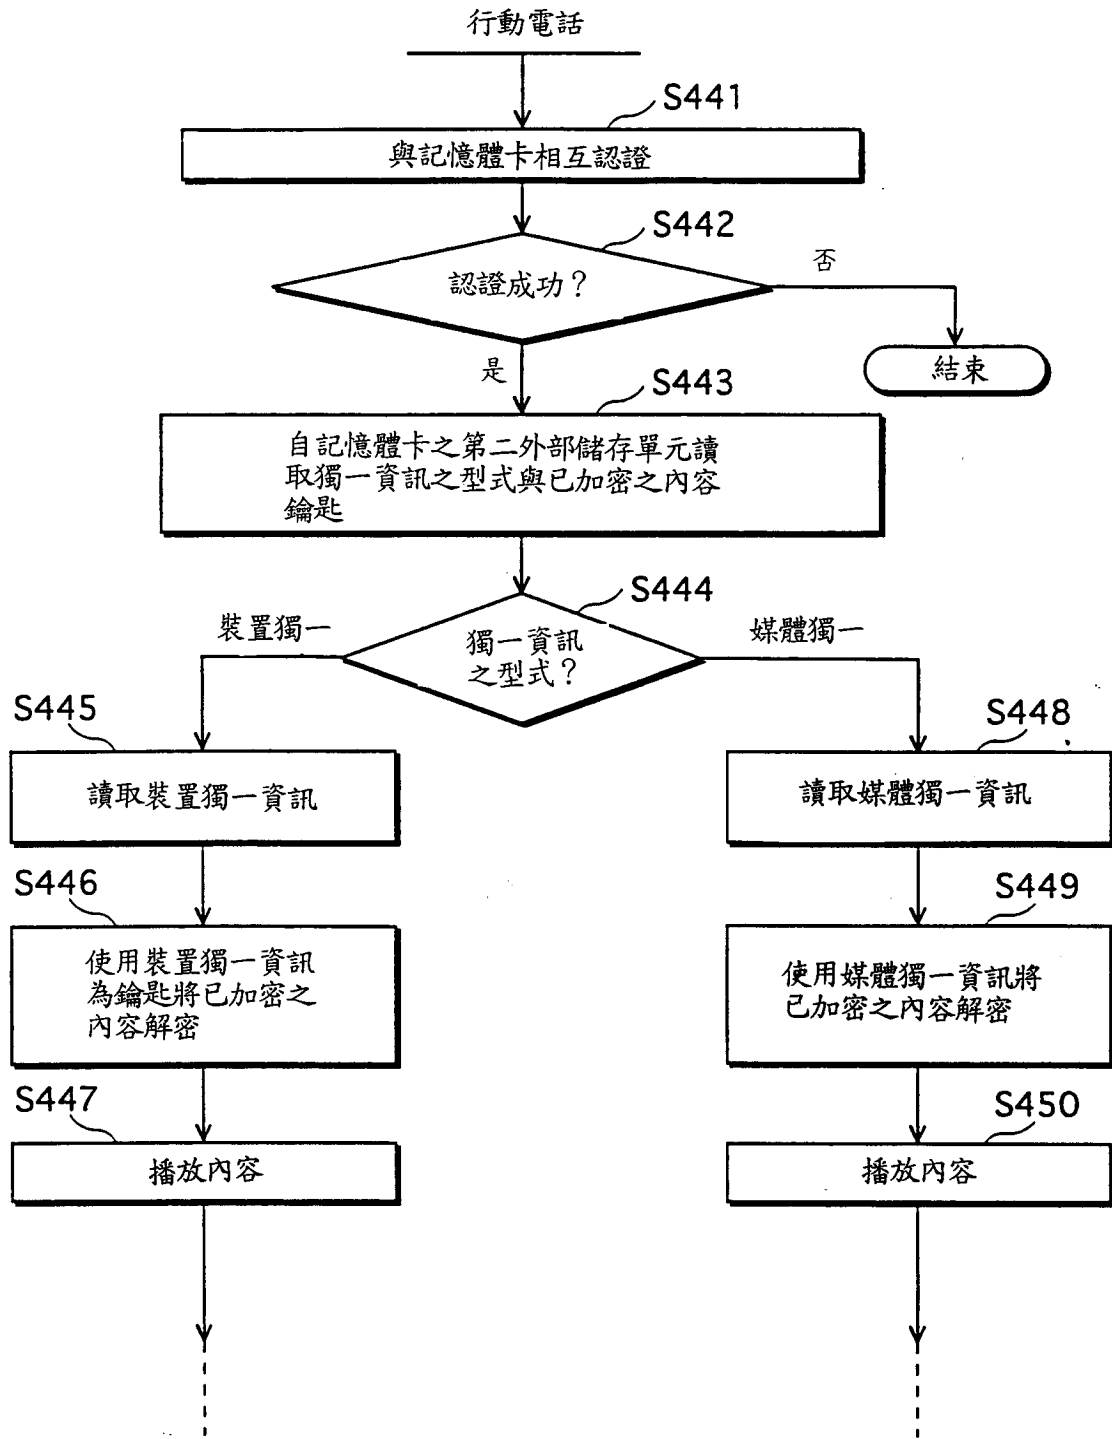 行動電話
S441
與記憶體卡相互認證
S442
認證成功？
否
結束
是
S443
自記憶體卡之第二外部儲存單元讀
取獨一資訊之型式與已加密之內容
鑰匙
S444
裝置獨一
獨一資訊
之型式？
媒體獨一
S445
讀取裝置獨一資訊
S446
使用裝置獨一資訊
為鑰匙將已加密之
內容解密
S447
播放內容
S448
讀取媒體獨一資訊
S449
使用媒體獨一資訊將
已加密之內容解密
S450
播放內容